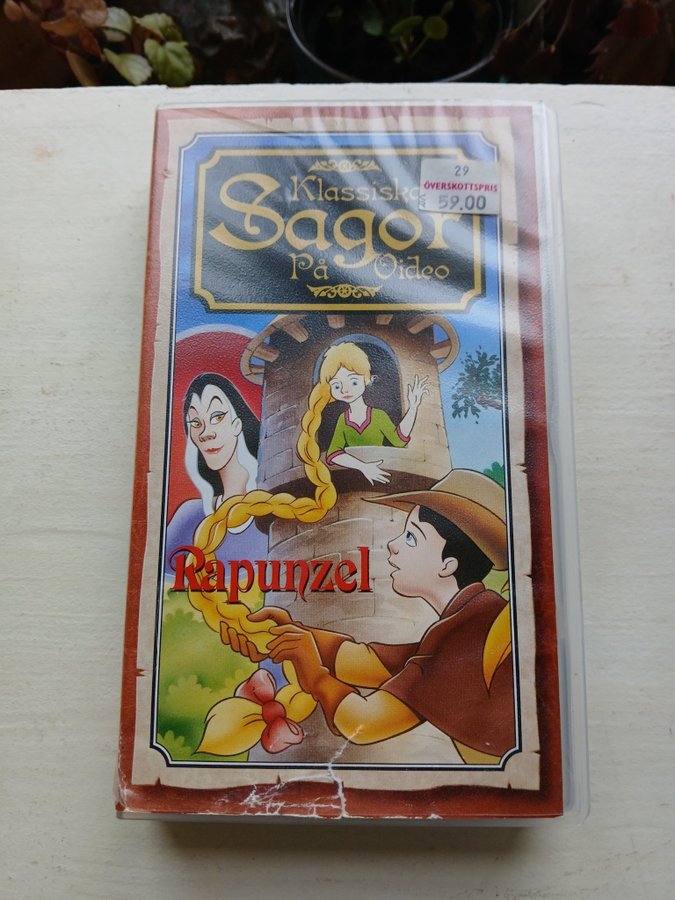 Klassiska
Sagor
På Video
29
ÖVERSKOTTSPRIS
59.00
Rapunzel